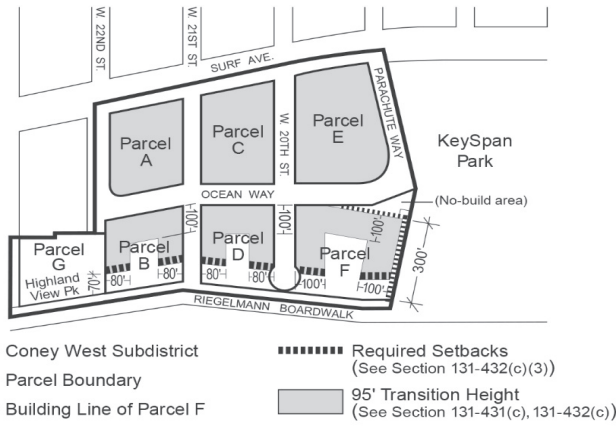 W. 22ND ST.
W. 21ST ST.
SURF AVE.
PARACHUTE WAY
Parcel
A
Parcel
C
W. 20TH ST.
Parcel
E
KeySpan
Park
OCEAN WAY
(No-build area)
100'
100'
100'
300'
Parcel
G
Highland
View Pk
70'
Parcel
B
80'
80'
Parcel
D
80'
100'
Parcel
F
100'
RIEGELMANN BOARDWALK
Coney West Subdistrict
Parcel Boundary
Building Line of Parcel F
Required Setbacks
(See Section 131-432(c)(3))
95' Transition Height
(See Section 131-431(c), 131-432(c))